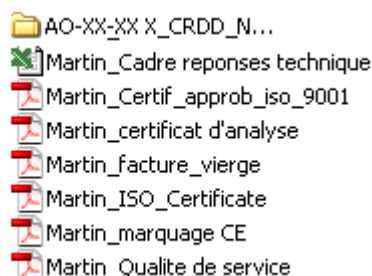 AO-XX-XX X_CRDD_N...
Martin_Cadre reponses technique
Martin_Certif_approb_iso_9001
Martin_certificat d'analyse
Martin_facture_vierge
Martin_ISO_Certificate
Martin_marquage CE
Martin_Qualite de service